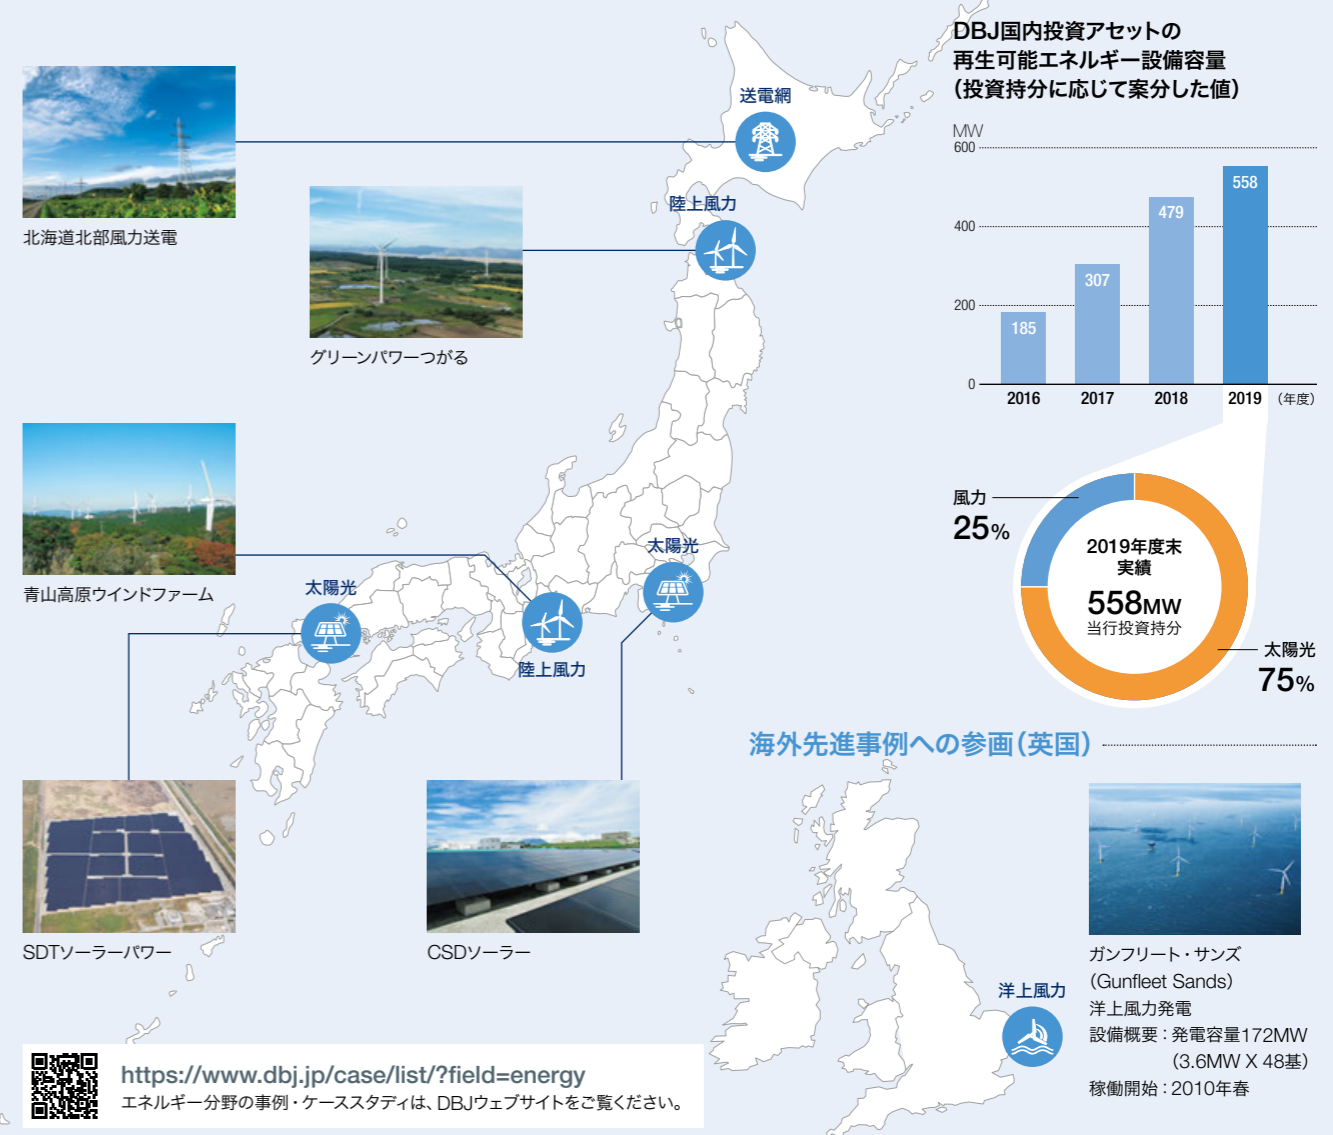 DBJ国内投資アセットの
再生可能エネルギー設備容量
（投資持分に応じて案分した値）
MW
600
400
200
0
185
307
479
558
2016
2017
2018
2019
（年度）
風力
25%
2019年度末
実績
558MW
当行投資持分
太陽光
75%
送電網
北海道北部風力送電
陸上風力
グリーンパワーつがる
青山高原ウインドファーム
陸上風力
太陽光
太陽光
SDTソーラーパワー
CSDソーラー
海外先進事例への参画（英国）
洋上風力
ガンフリート・サンズ
（Gunfleet Sands）
洋上風力発電
設備概要：発電容量172MW
（3.6MW X 48基）
稼働開始：2010年春
https://www.dbj.jp/case/list/?field=energy
エネルギー分野の事例・ケーススタディは、DBJウェブサイトをご覧ください。